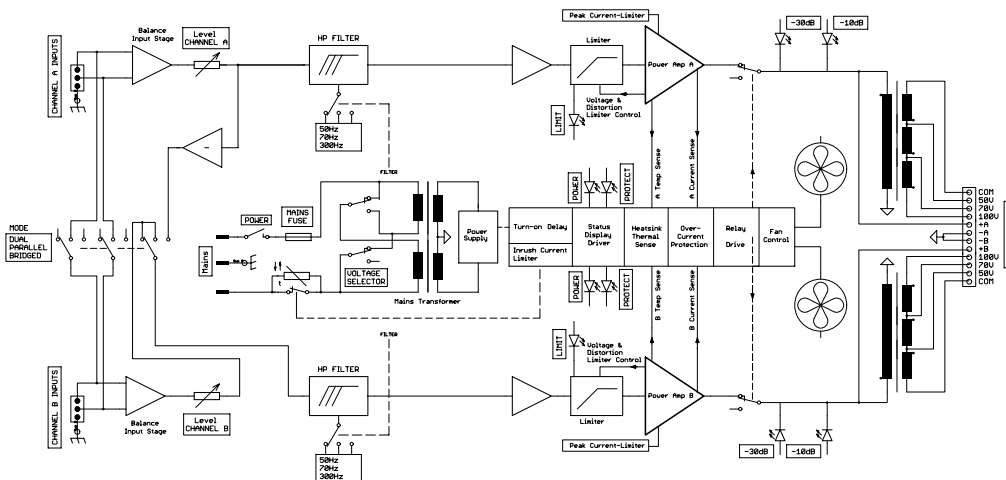 -30dB
-10dB
Peak Current-Limiter
Balance
Input Stage
Level
CHANNEL A
HP FILTER
Limiter
Power Amp A
CHANNEL A INPUTS
LIMIT
Voltage &
Distortion
Limiter Control
50Hz
70Hz
300Hz
A Temp Sense
A Current Sense
FILTER
POWER
PROTECT
MODE
DUAL
PARALLEL
BRIDGED
POWER
MAINS
FUSE
Mains
t
VOLTAGE
SELECTOR
Mains Transformer
Power
Supply
Turn-on Delay
Inrush Current
Limiter
Status
Display
Driver
Heatsink
Thermal
Sense
Over-
Current
Protection
Relay
Drive
Fan
Control
COM
50V
70V
100V
+A
-A
-B
+B
100V
70V
50V
COM
POWER
PROTECT
B Temp Sense
B Current Sense
FILTER
LIMIT
Voltage &
Distortion
Limiter Control
CHANNEL B INPUTS
HP FILTER
Power Amp B
Balance
Input Stage
Level
CHANNEL B
Limiter
Peak Current-Limiter
50Hz
70Hz
300Hz
-30dB
-10dB